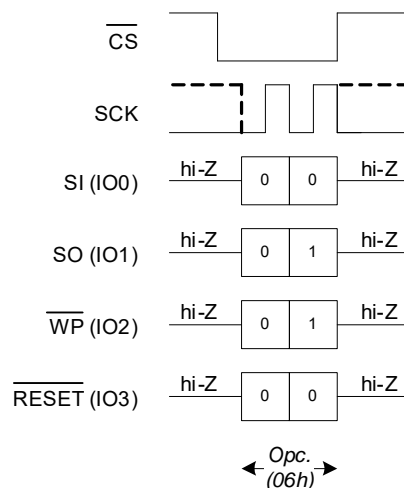 CS
SCK
hi-Z hi-Z
SI (IO0) 0 0
hi-Z hi-Z
SO (IO1) 0 1
hi-Z hi-Z
WP (IO2) 0 1
hi-Z hi-Z
RESET (IO3) 0 0
Opc.
(06h)